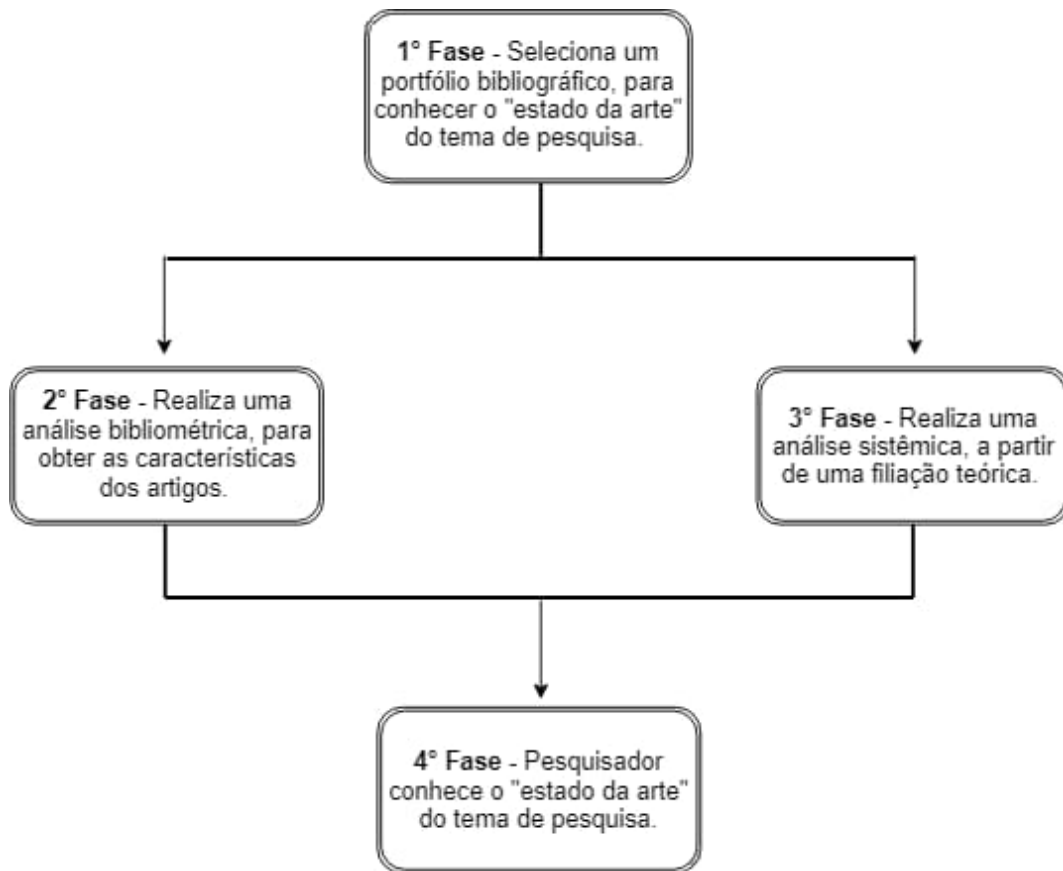 1° Fase - Seleciona um
portfólio bibliográfico, para
conhecer o "estado da arte"
do tema de pesquisa.
2° Fase - Realiza uma
análise bibliométrica, para
obter as características
dos artigos.
3° Fase - Realiza uma
análise sistêmica, a partir
de uma filiação teórica.
4° Fase - Pesquisador
conhece o "estado da arte"
do tema de pesquisa.